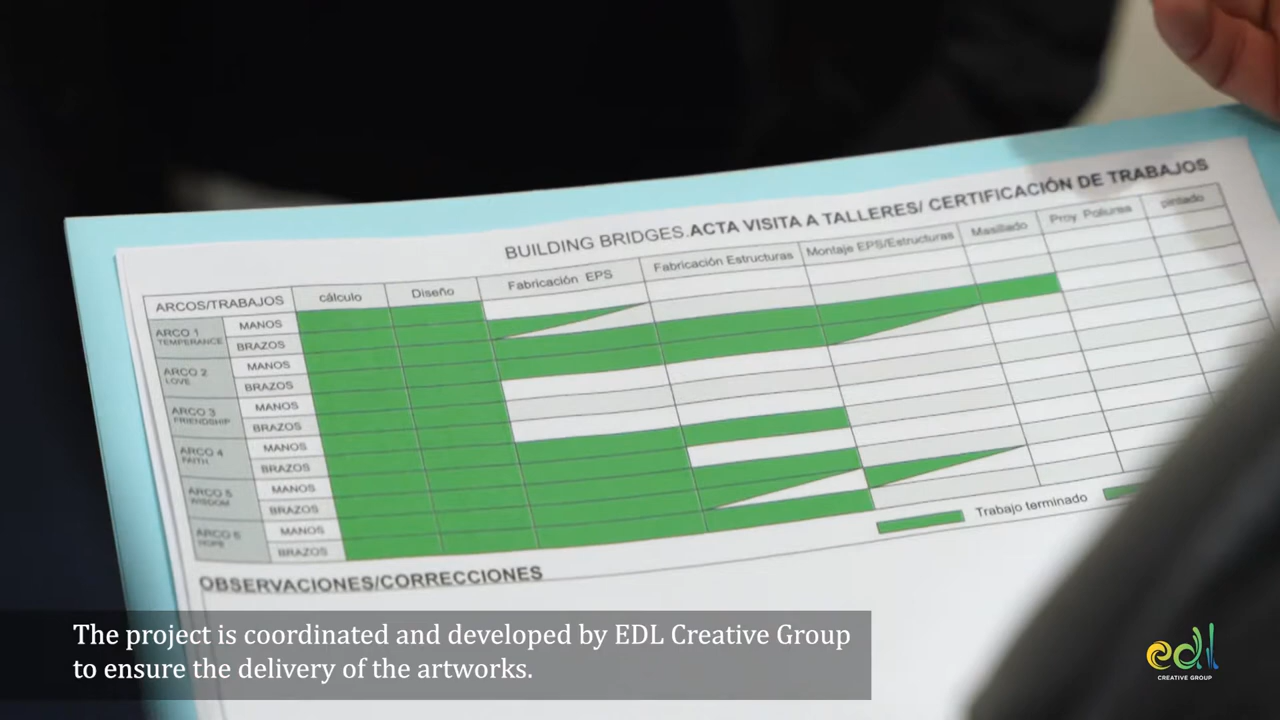 BUILDING BRIDGES.ACTA VISITA A TALLERES/ CERTIFICACIÓN DE TRABAJOS
ARCOS/TRABAJOS cálculo Diseño Fabricación EPS Fabricación Estructuras Montaje EPS/Estructuras Masillado Proy. Poliurea pintado
ARCO 1 MANOS
TEMPERANCE BRAZOS
ARCO 2 MANOS
LOVE BRAZOS
ARCO 3 MANOS
FRIENDSHIP BRAZOS
ARCO 4 MANOS
FAITH BRAZOS
ARCO 5 MANOS
WISDOM BRAZOS
ARCO 6 MANOS
HOPE BRAZOS
Trabajo terminado
OBSERVACIONES/CORRECCIONES
The project is coordinated and developed by EDL Creative Group
to ensure the delivery of the artworks.
edl
CREATIVE GROUP